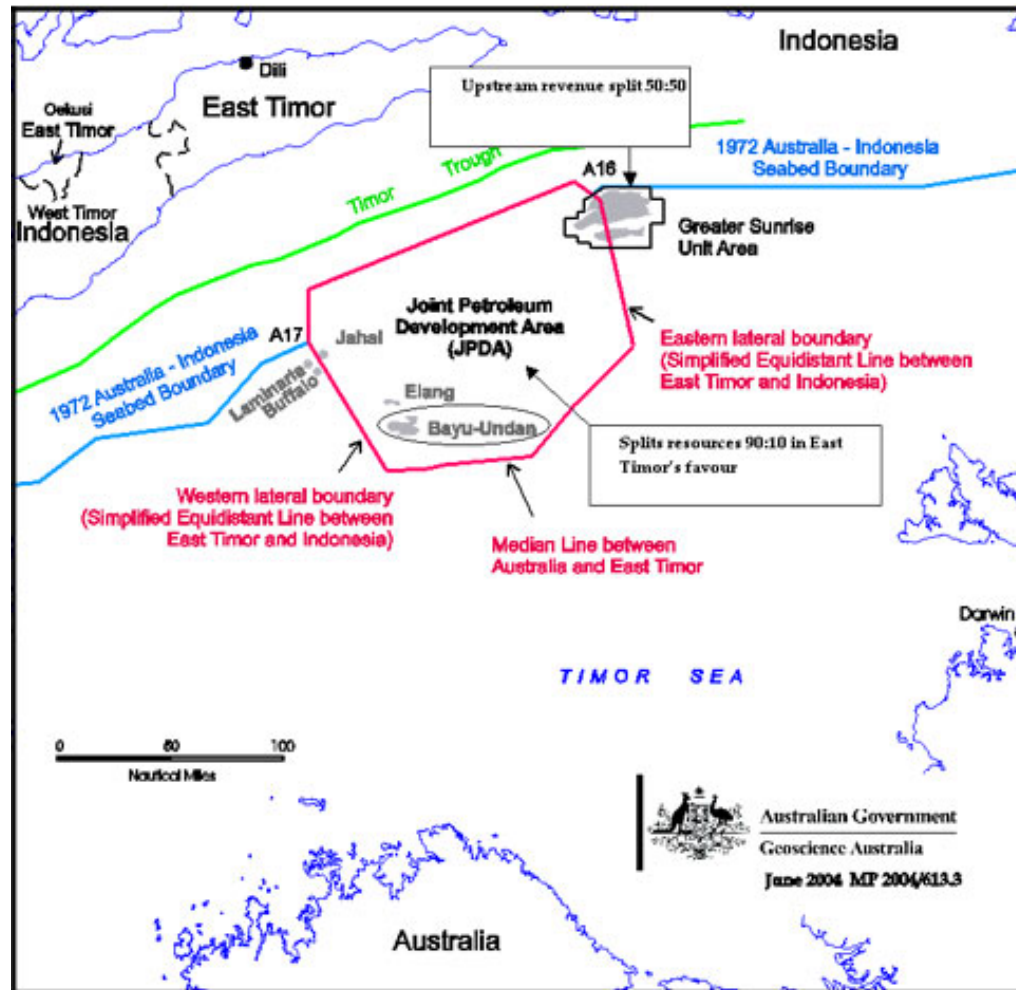 Indonesia
Dili
Upstream revenue split 50:50
East Timor
Oekusi
East Timor
1972 Australia - Indonesia
Seabed Boundary
Timor Trough
A16
West Timor
Indonesia
Greater Sunrise
Unit Area
Joint Petroleum
Development Area
(JPDA)
A17
Jahal
Eastern lateral boundary
(Simplified Equidistant Line between
East Timor and Indonesia)
1972 Australia - Indonesia
Seabed Boundary
Laminaria
Buffalo
Elang
Bayu-Undan
Splits resources 90:10 in East
Timor's favour
Western lateral boundary
(Simplified Equidistant Line between
East Timor and Indonesia)
Median Line between
Australia and East Timor
Darwin
TIMOR SEA
0 50 100
Nautical Miles
Australian Government
Geoscience Australia
June 2004 MP 2004/613.3
Australia